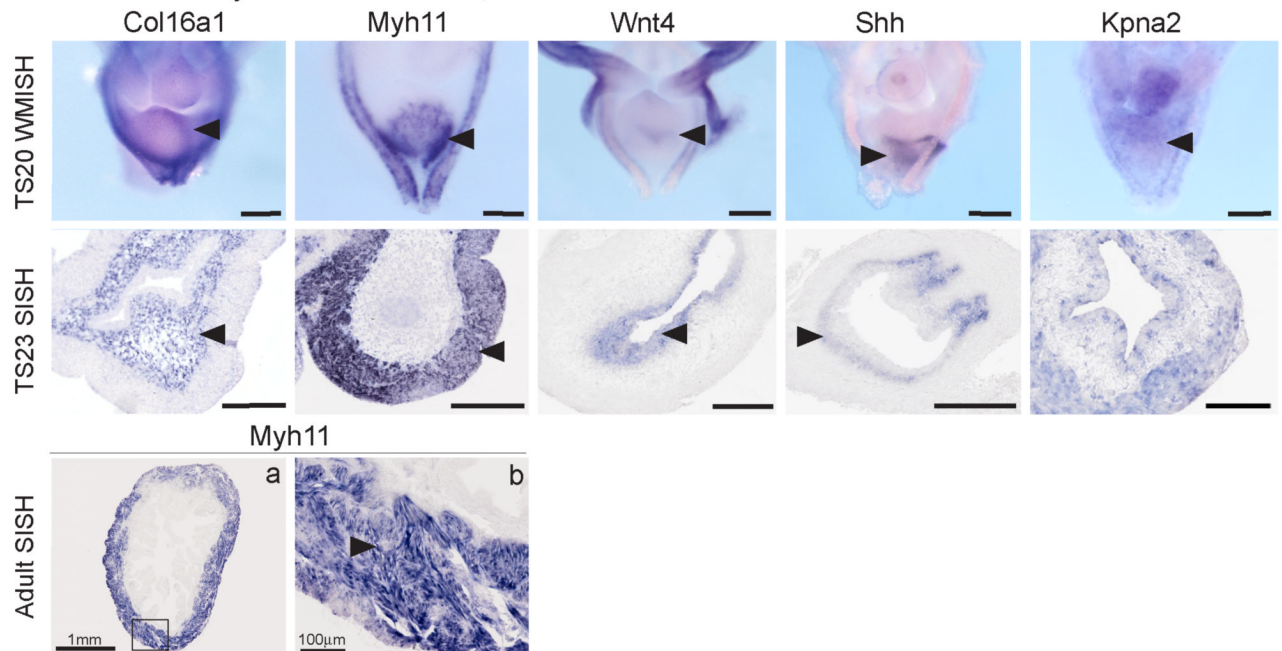 Col16a1 Myh11 Wnt4 Shh Kpna2
TS20 WMISH
TS23 SISH
Myh11
Adult SISH
a
b
1mm
100µm